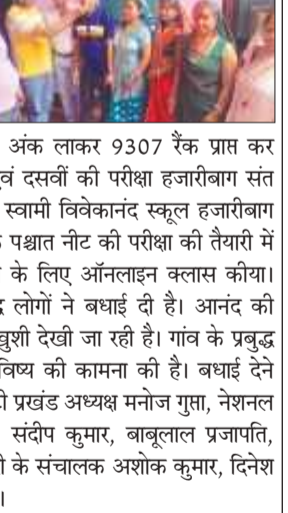 अंक लाकर 9307 रैंक प्राप्त कर
वं दसवीं की परीक्षा हजारीबाग संत
स्वामी विवेकानंद स्कूल हजारीबाग
पश्चात नीट की परीक्षा की तैयारी में
के लिए ऑनलाइन क्लास कीया।
लोगों ने बधाई दी है। आनंद की
खुशी देखी जा रही है। गांव के प्रबुद्ध
विष्य की कामना की है। बधाई देने
प्रखंड अध्यक्ष मनोज गुप्ता, नेशनल
संदीप कुमार, बाबूलाल प्रजापति,
के संचालक अशोक कुमार, दिनेश
।